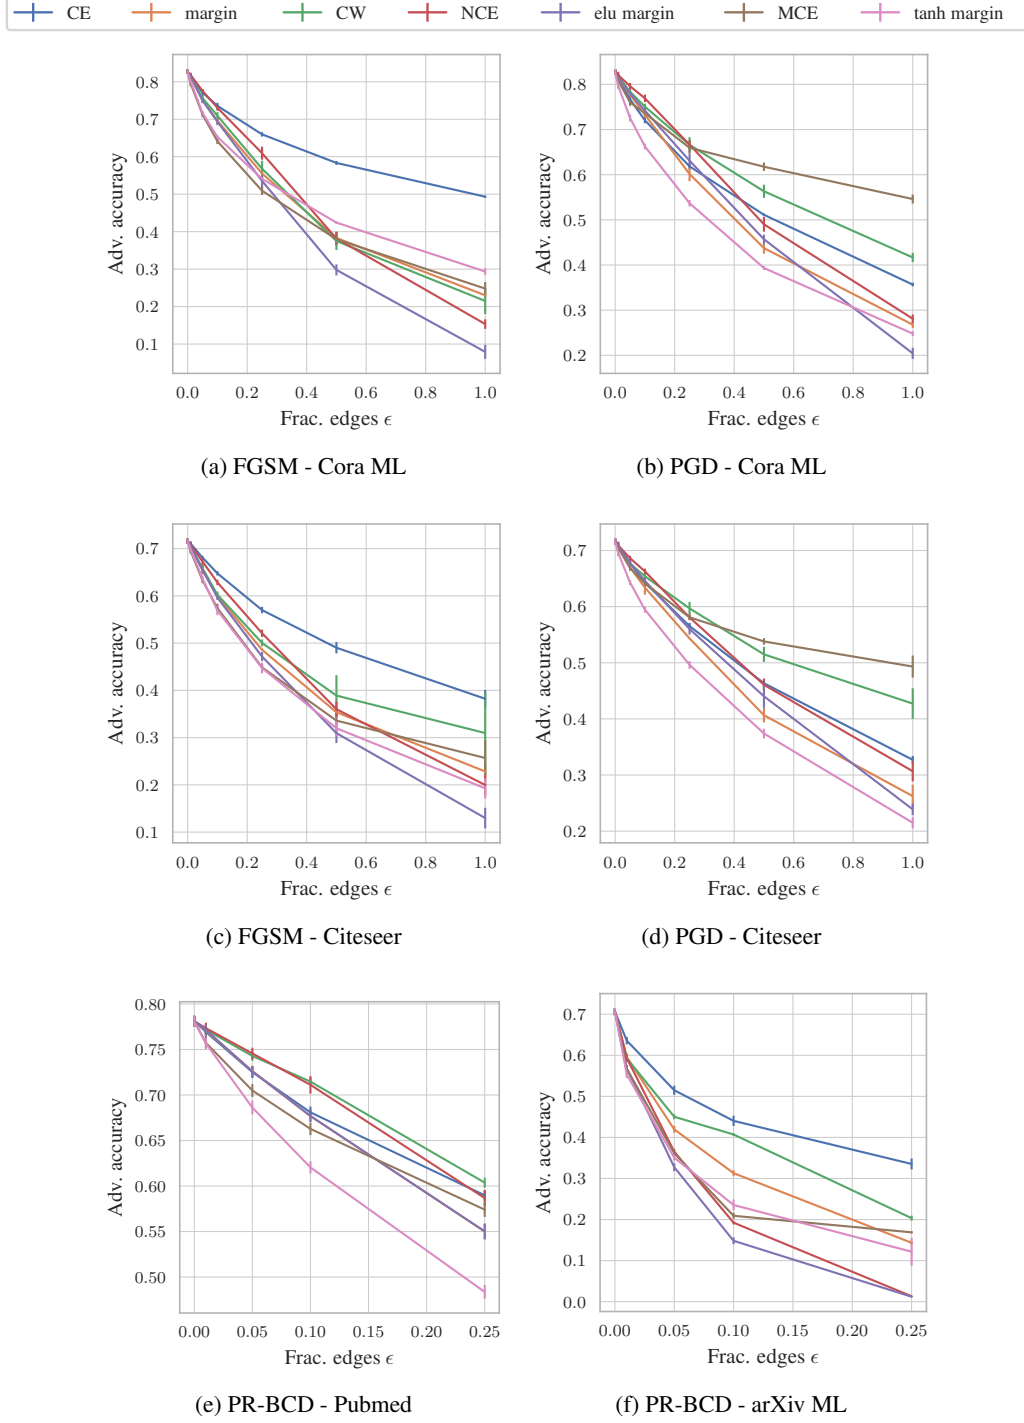 CE margin CW NCE elu margin MCE tanh margin
0.8
0.7
0.6
0.5
0.4
0.3
0.2
0.1
Adv. accuracy
0.0 0.2 0.4 0.6 0.8 1.0
Frac. edges ϵ
(a) FGSM - Cora ML
0.8
0.7
0.6
0.5
0.4
0.3
0.2
Adv. accuracy
0.0 0.2 0.4 0.6 0.8 1.0
Frac. edges ϵ
(b) PGD - Cora ML
0.7
0.6
0.5
0.4
0.3
0.2
0.1
Adv. accuracy
0.0 0.2 0.4 0.6 0.8 1.0
Frac. edges ϵ
(c) FGSM - Citeseer
0.7
0.6
0.5
0.4
0.3
0.2
Adv. accuracy
0.0 0.2 0.4 0.6 0.8 1.0
Frac. edges ϵ
(d) PGD - Citeseer
0.80
0.75
0.70
0.65
0.60
0.55
0.50
Adv. accuracy
0.00 0.05 0.10 0.15 0.20 0.25
Frac. edges ϵ
(e) PR-BCD - Pubmed
0.7
0.6
0.5
0.4
0.3
0.2
0.1
0.0
Adv. accuracy
0.00 0.05 0.10 0.15 0.20 0.25
Frac. edges ϵ
(f) PR-BCD - arXiv ML